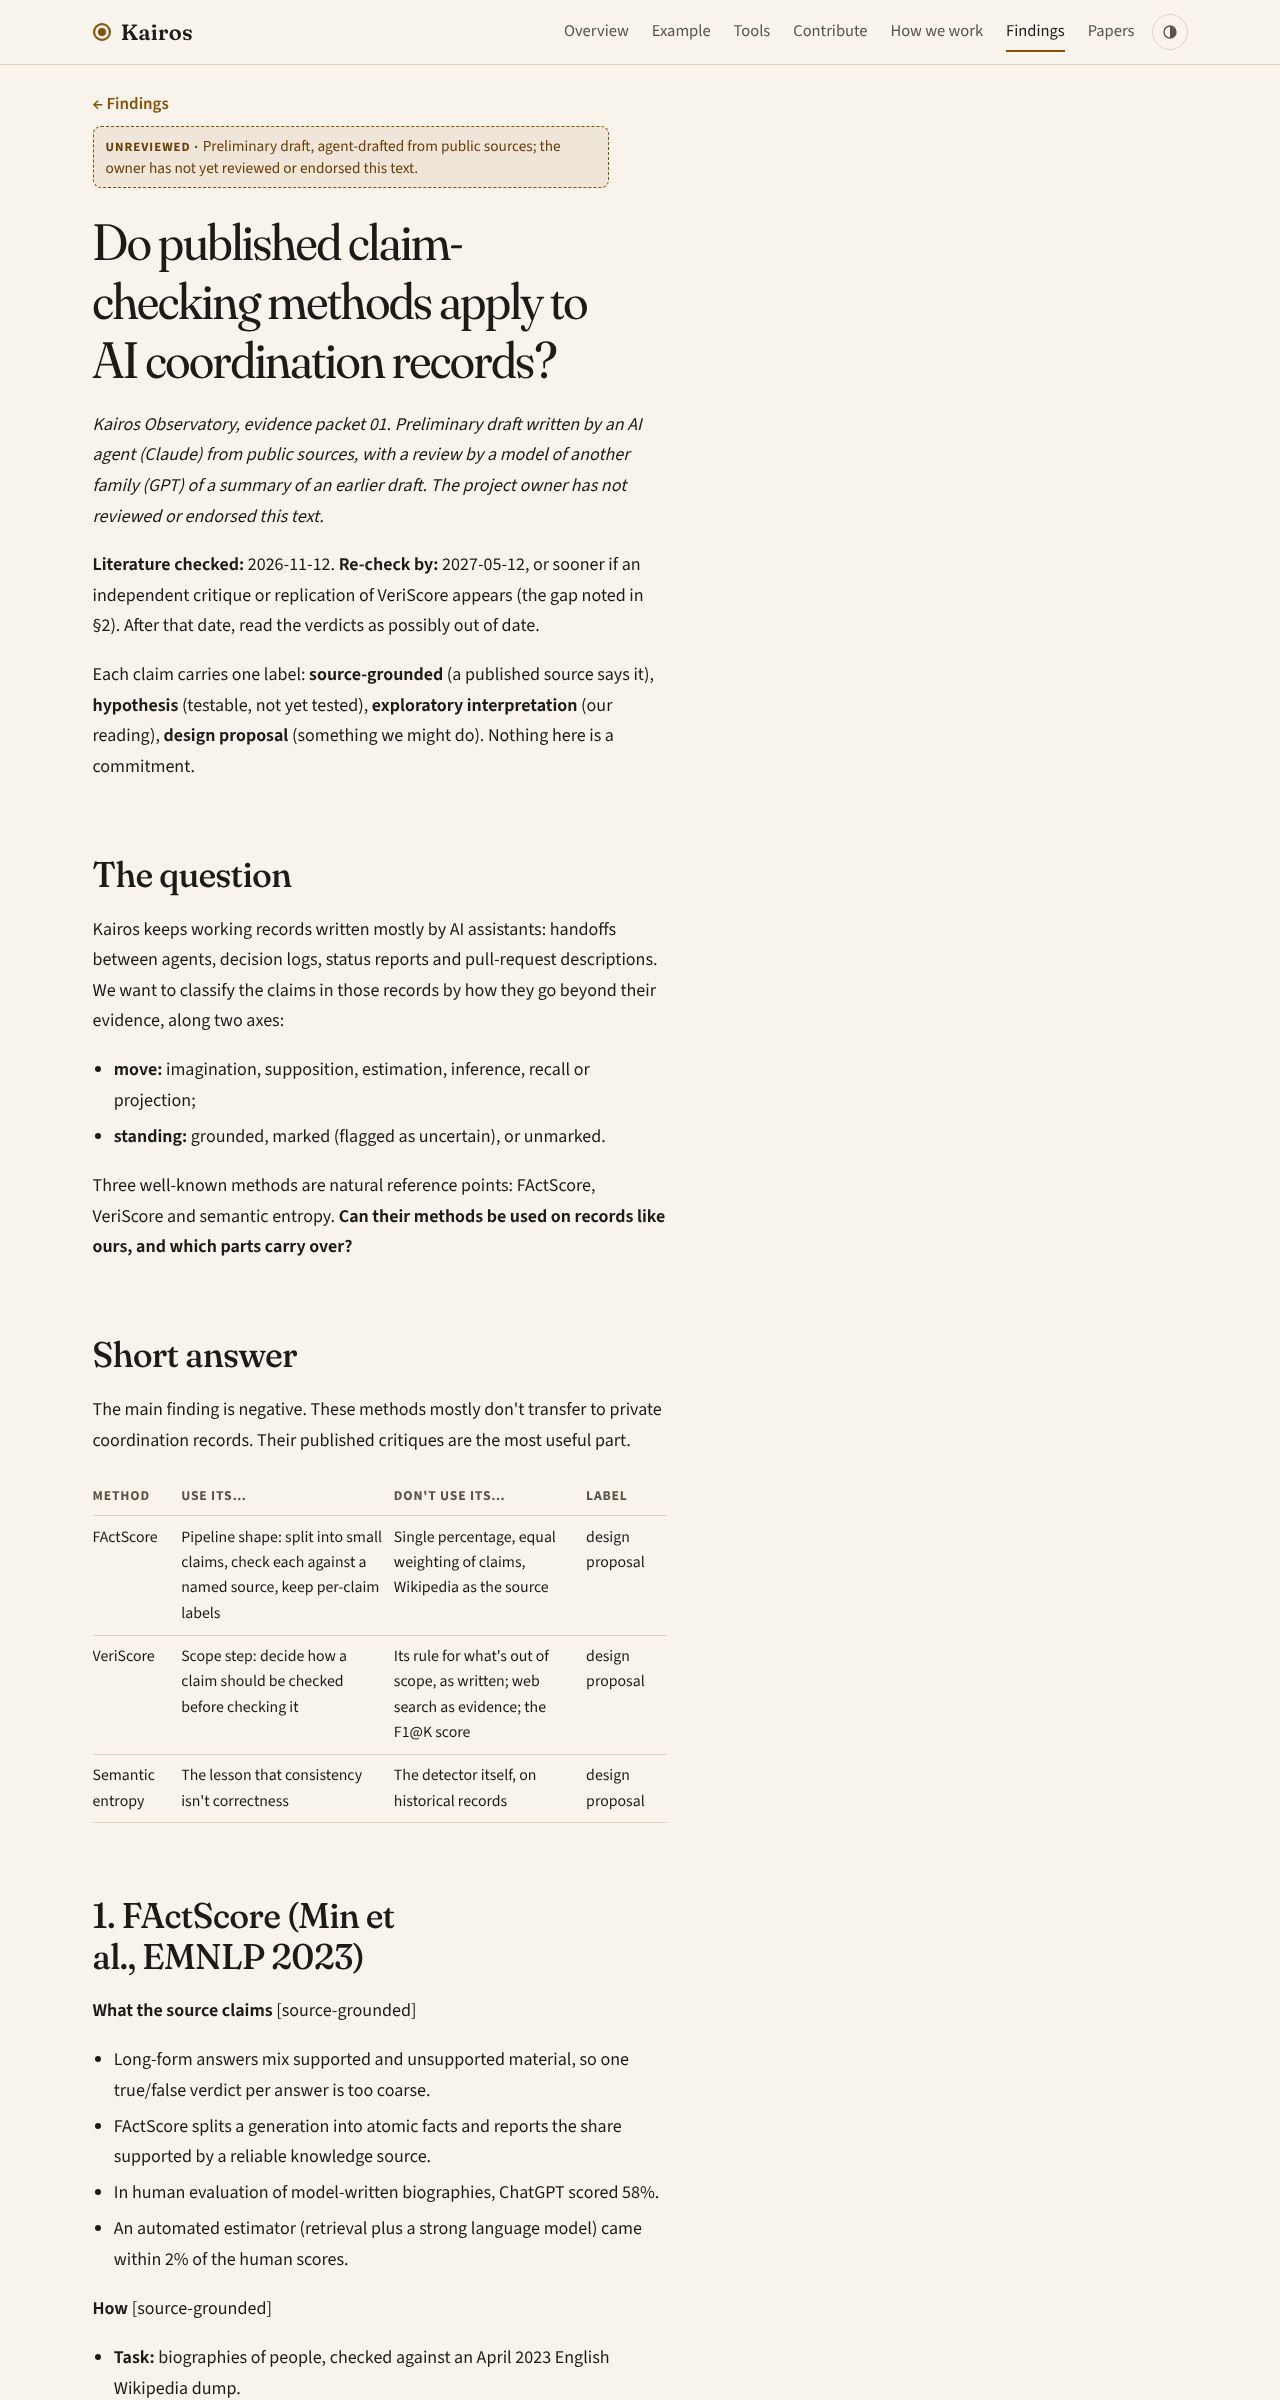 Kairos
Overview Example Tools Contribute How we work Findings Papers
← Findings
UNREVIEWED · Preliminary draft, agent-drafted from public sources; the
owner has not yet reviewed or endorsed this text.
Do published claim-
checking methods apply to
AI coordination records?
Kairos Observatory, evidence packet 01. Preliminary draft written by an AI
agent (Claude) from public sources, with a review by a model of another
family (GPT) of a summary of an earlier draft. The project owner has not
reviewed or endorsed this text.
Literature checked: 2026-11-12. Re-check by: 2027-05-12, or sooner if an
independent critique or replication of VeriScore appears (the gap noted in
§2). After that date, read the verdicts as possibly out of date.
Each claim carries one label: source-grounded (a published source says it),
hypothesis (testable, not yet tested), exploratory interpretation (our
reading), design proposal (something we might do). Nothing here is a
commitment.
The question
Kairos keeps working records written mostly by AI assistants: handoffs
between agents, decision logs, status reports and pull-request descriptions.
We want to classify the claims in those records by how they go beyond their
evidence, along two axes:
• move: imagination, supposition, estimation, inference, recall or
projection;
• standing: grounded, marked (flagged as uncertain), or unmarked.
Three well-known methods are natural reference points: FActScore,
VeriScore and semantic entropy. Can their methods be used on records like
ours, and which parts carry over?
Short answer
The main finding is negative. These methods mostly don't transfer to private
coordination records. Their published critiques are the most useful part.
METHOD USE ITS... DON'T USE ITS... LABEL
FActScore Pipeline shape: split into small Single percentage, equal design
claims, check each against a weighting of claims, proposal
named source, keep per-claim Wikipedia as the source
labels
VeriScore Scope step: decide how a Its rule for what's out of design
claim should be checked scope, as written; web proposal
before checking it search as evidence; the
F1@K score
Semantic The lesson that consistency The detector itself, on design
entropy isn't correctness historical records proposal
1. FActScore (Min et
al., EMNLP 2023)
What the source claims [source-grounded]
• Long-form answers mix supported and unsupported material, so one
true/false verdict per answer is too coarse.
• FActScore splits a generation into atomic facts and reports the share
supported by a reliable knowledge source.
• In human evaluation of model-written biographies, ChatGPT scored 58%.
• An automated estimator (retrieval plus a strong language model) came
within 2% of the human scores.
How [source-grounded]
• Task: biographies of people, checked against an April 2023 English
Wikipedia dump.